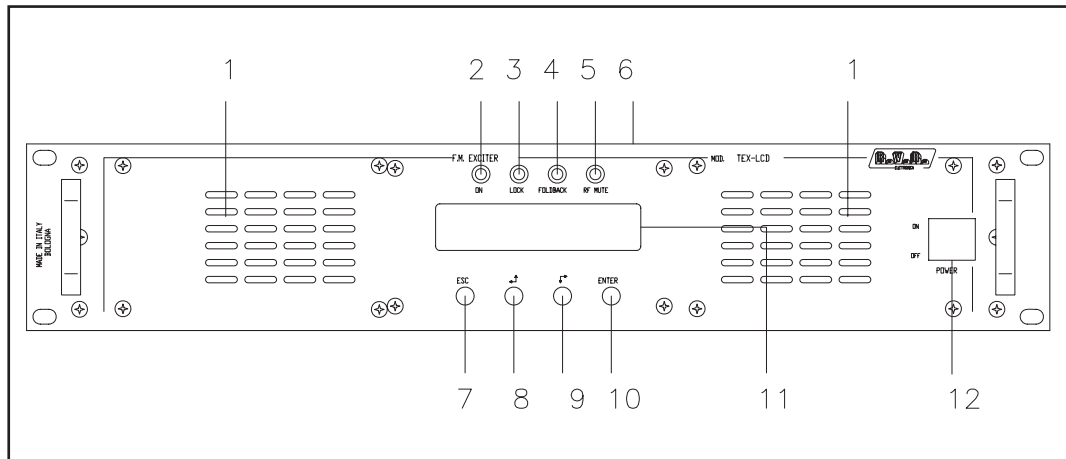 1 2 3 4 5 6 1
F.M. EXCITER MOD. TEX-LCD R.V.R.
ELETTRONICA
ON LOCK FOLDBACK RF MUTE
MADE IN ITALY
BOLOGNA
ON
OFF
POWER
ESC ENTER
7 8 9 10 11 12